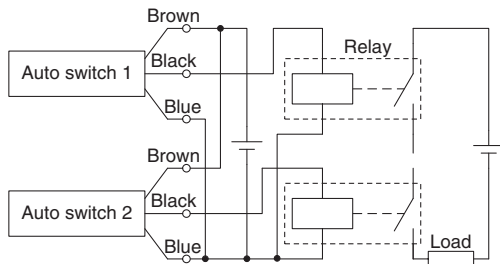 Brown
Auto switch 1
Black
Blue
Relay
Brown
Auto switch 2
Black
Blue
Load